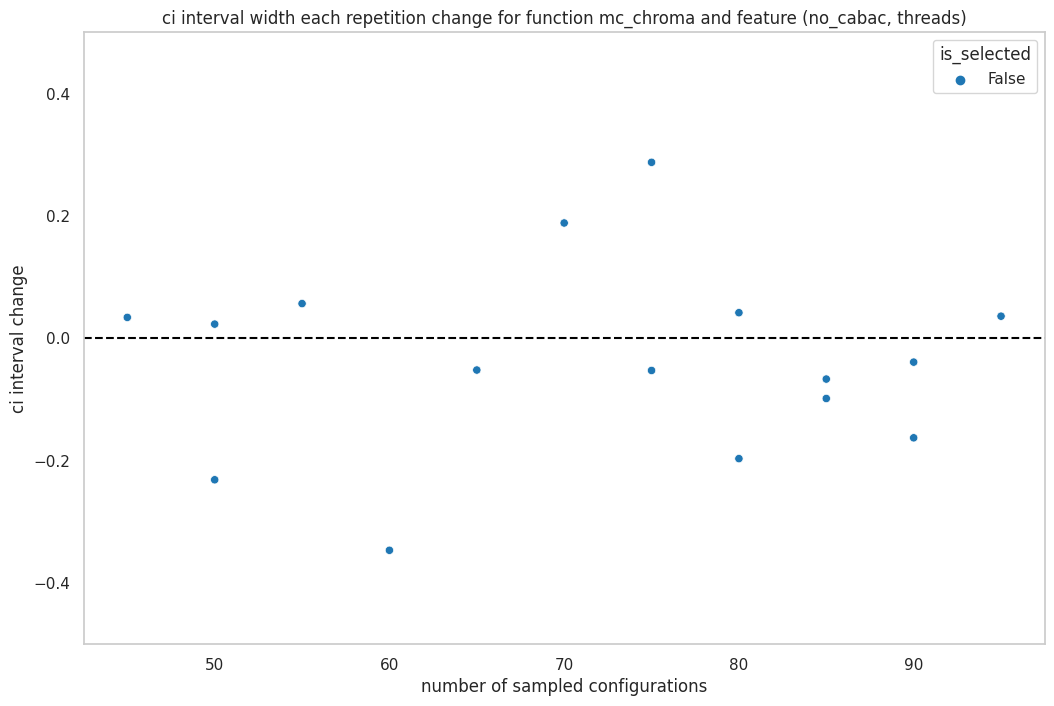 ci interval width each repetition change for function mc_chroma and feature (no_cabac, threads)
is_selected
False
0.4
0.2
0.0
−0.2
−0.4
ci interval change
50 60 70 80 90
number of sampled configurations